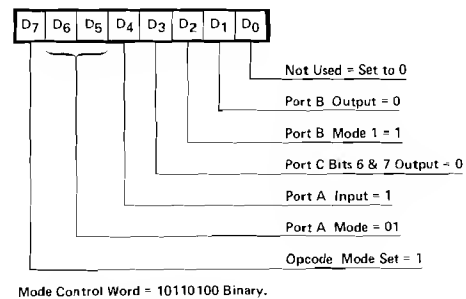 D7 D6 D5 D4 D3 D2 D1 D0
Not Used = Set to 0
Port B Output = 0
Port B Mode 1 = 1
Port C Bits 6 & 7 Output = 0
Port A Input = 1
Port A Mode = 01
Opcode Mode Set = 1
Mode Control Word = 10110100 Binary.